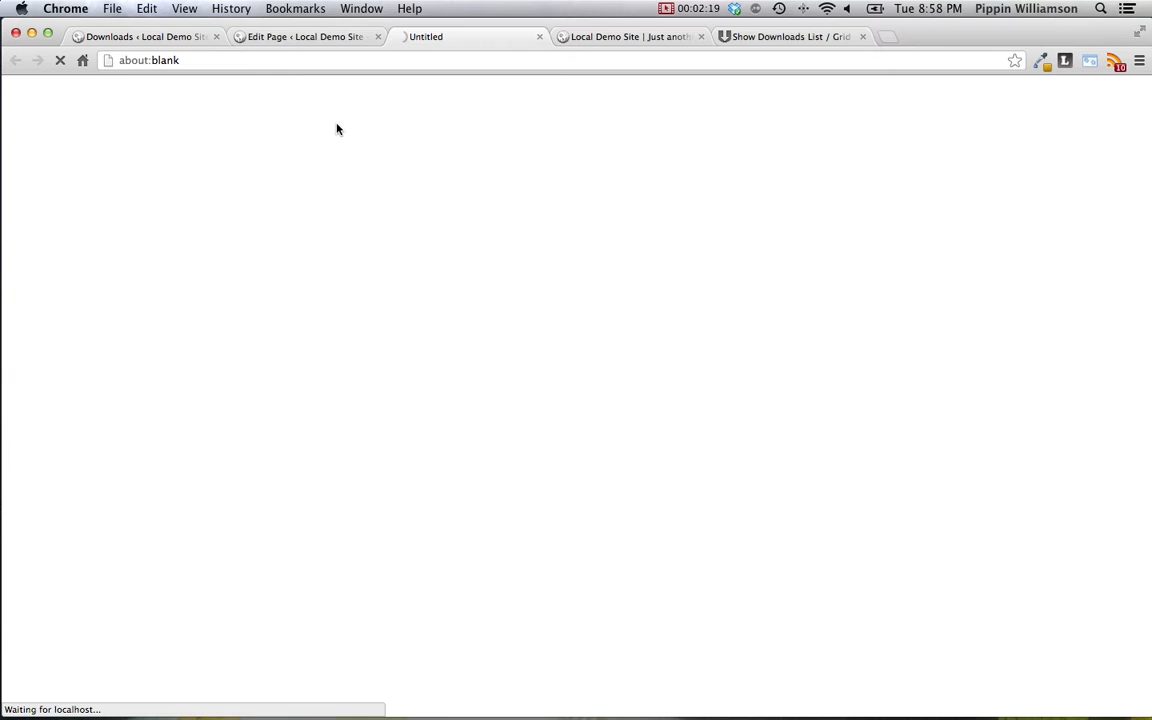 Chrome File Edit View History Bookmarks Window Help 00:02:19 Tue 8:58 PM Pippin Williamson
Downloads ‹ Local Demo Site Edit Page ‹ Local Demo Site Untitled Local Demo Site | Just anoth Show Downloads List / Grid
about:blank L 10
Waiting for localhost...